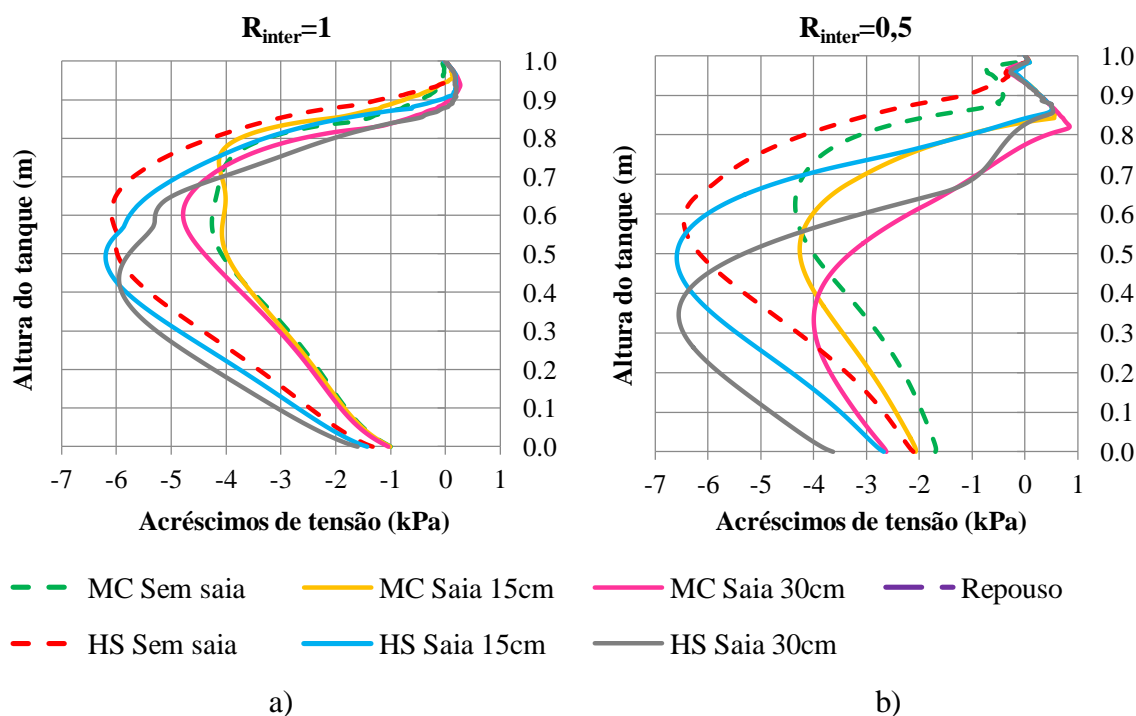 R_inter=1
R_inter=0,5
Altura do tanque (m)
1.0
0.9
0.8
0.7
0.6
0.5
0.4
0.3
0.2
0.1
0.0
-7 -6 -5 -4 -3 -2 -1 0 1
Acréscimos de tensão (kPa)
Altura do tanque (m)
1.0
0.9
0.8
0.7
0.6
0.5
0.4
0.3
0.2
0.1
0.0
-7 -6 -5 -4 -3 -2 -1 0 1
Acréscimos de tensão (kPa)
MC Sem saia MC Saia 15cm MC Saia 30cm Repouso
HS Sem saia HS Saia 15cm HS Saia 30cm
a) b)